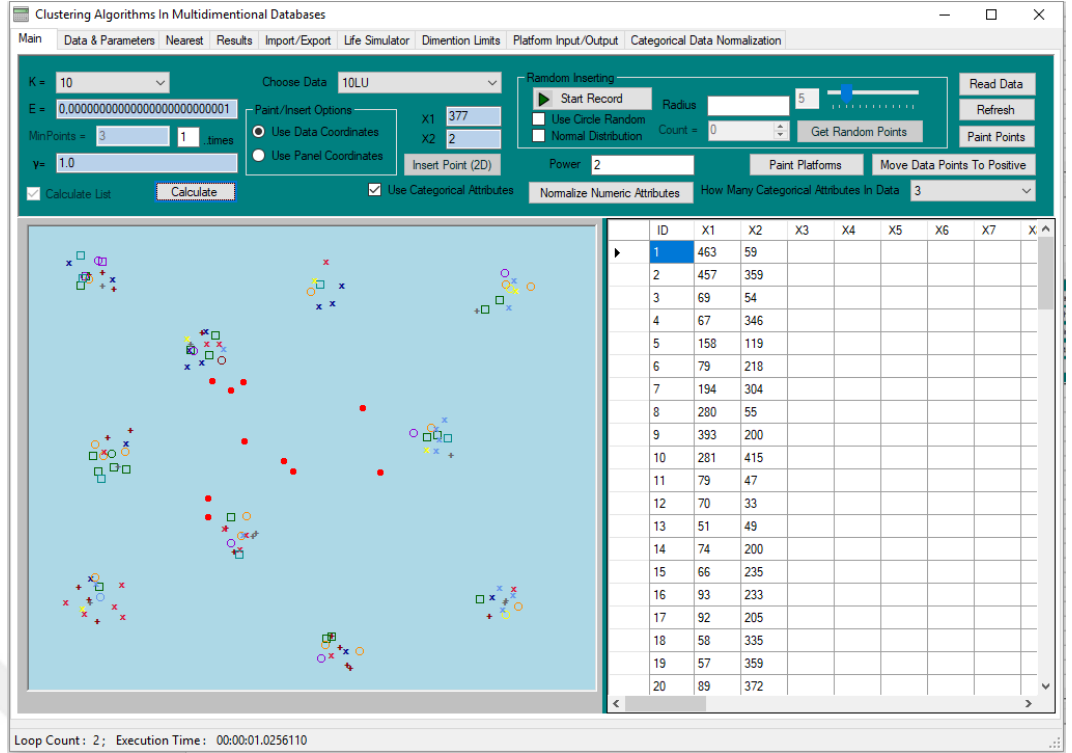 Clustering Algorithms In Multidimentional Databases
Main Data & Parameters Nearest Results Import/Export Life Simulator Dimention Limits Platform Input/Output Categorical Data Normalization
K = 10 Choose Data 10LU
E = 0,00000000000000000000000001
MinPoints = 3 1 ..times
γ= 1.0
Calculate List Calculate
Paint/Insert Options
Use Data Coordinates
Use Panel Coordinates
X1 377
X2 2
Insert Point (2D)
Use Categorical Attributes
Ramdom Inserting
Start Record Radius 5
Use Circle Random
Normal Distribution Count = 0 Get Random Points
Power 2 Paint Platforms Move Data Points To Positive
Normalize Numeric Attributes How Many Categorical Attributes In Data 3
Read Data
Refresh
Paint Points
ID X1 X2 X3 X4 X5 X6 X7
1 463 59
2 457 359
3 69 54
4 67 346
5 158 119
6 79 218
7 194 304
8 280 55
9 393 200
10 281 415
11 79 47
12 70 33
13 51 49
14 74 200
15 66 235
16 93 233
17 92 205
18 58 335
19 57 359
20 89 372
Loop Count : 2 ; Execution Time : 00:00:01.0256110